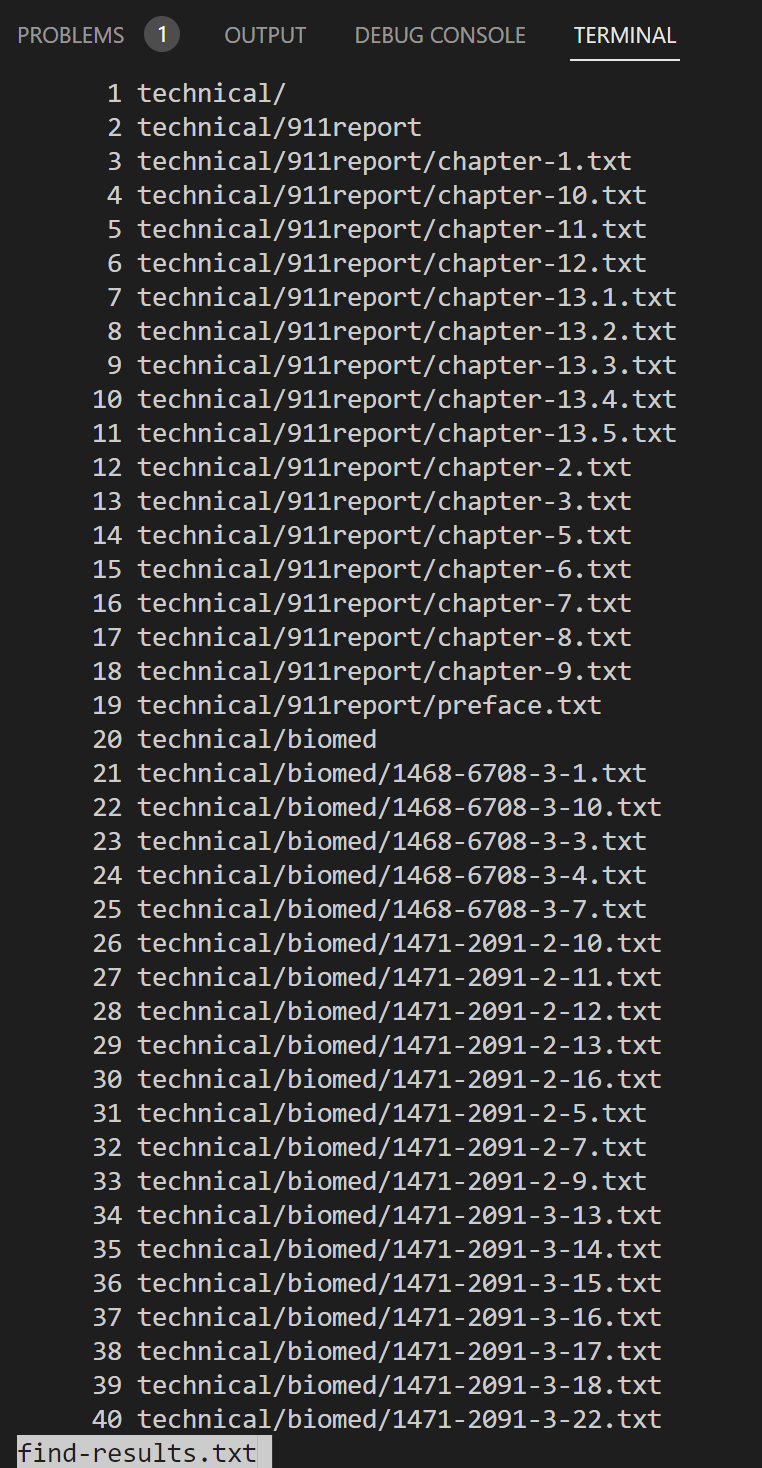 PROBLEMS 1 OUTPUT DEBUG CONSOLE TERMINAL
1 technical/
2 technical/911report
3 technical/911report/chapter-1.txt
4 technical/911report/chapter-10.txt
5 technical/911report/chapter-11.txt
6 technical/911report/chapter-12.txt
7 technical/911report/chapter-13.1.txt
8 technical/911report/chapter-13.2.txt
9 technical/911report/chapter-13.3.txt
10 technical/911report/chapter-13.4.txt
11 technical/911report/chapter-13.5.txt
12 technical/911report/chapter-2.txt
13 technical/911report/chapter-3.txt
14 technical/911report/chapter-5.txt
15 technical/911report/chapter-6.txt
16 technical/911report/chapter-7.txt
17 technical/911report/chapter-8.txt
18 technical/911report/chapter-9.txt
19 technical/911report/preface.txt
20 technical/biomed
21 technical/biomed/1468-6708-3-1.txt
22 technical/biomed/1468-6708-3-10.txt
23 technical/biomed/1468-6708-3-3.txt
24 technical/biomed/1468-6708-3-4.txt
25 technical/biomed/1468-6708-3-7.txt
26 technical/biomed/1471-2091-2-10.txt
27 technical/biomed/1471-2091-2-11.txt
28 technical/biomed/1471-2091-2-12.txt
29 technical/biomed/1471-2091-2-13.txt
30 technical/biomed/1471-2091-2-16.txt
31 technical/biomed/1471-2091-2-5.txt
32 technical/biomed/1471-2091-2-7.txt
33 technical/biomed/1471-2091-2-9.txt
34 technical/biomed/1471-2091-3-13.txt
35 technical/biomed/1471-2091-3-14.txt
36 technical/biomed/1471-2091-3-15.txt
37 technical/biomed/1471-2091-3-16.txt
38 technical/biomed/1471-2091-3-17.txt
39 technical/biomed/1471-2091-3-18.txt
40 technical/biomed/1471-2091-3-22.txt
find-results.txt